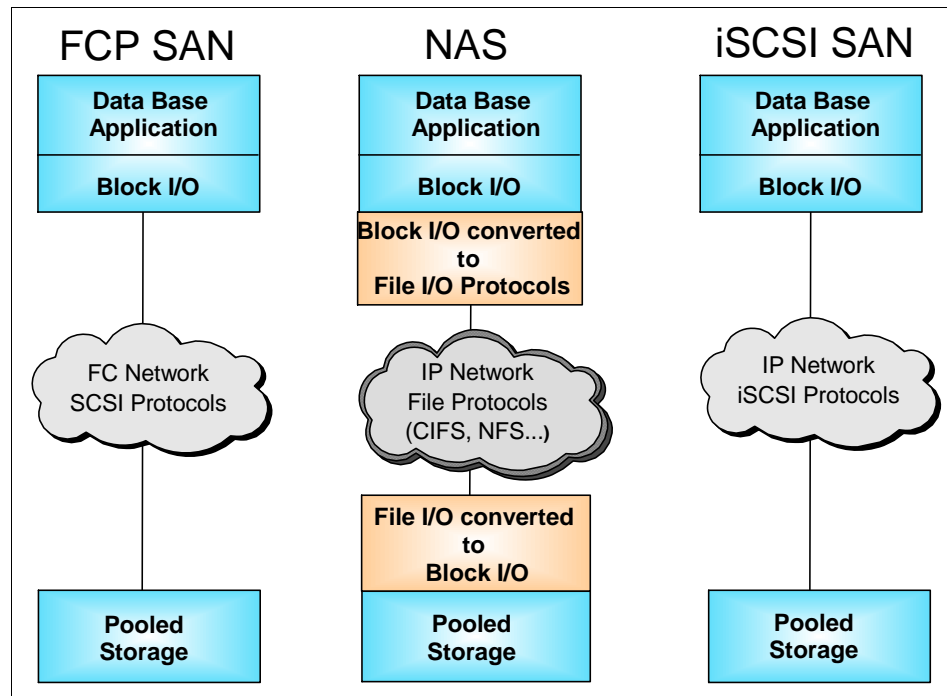 FCP SAN
Data Base
Application
Block I/O
FC Network
SCSI Protocols
Pooled
Storage
NAS
Data Base
Application
Block I/O
Block I/O converted
to
File I/O Protocols
IP Network
File Protocols
(CIFS, NFS...)
File I/O converted
to
Block I/O
Pooled
Storage
iSCSI SAN
Data Base
Application
Block I/O
IP Network
iSCSI Protocols
Pooled
Storage